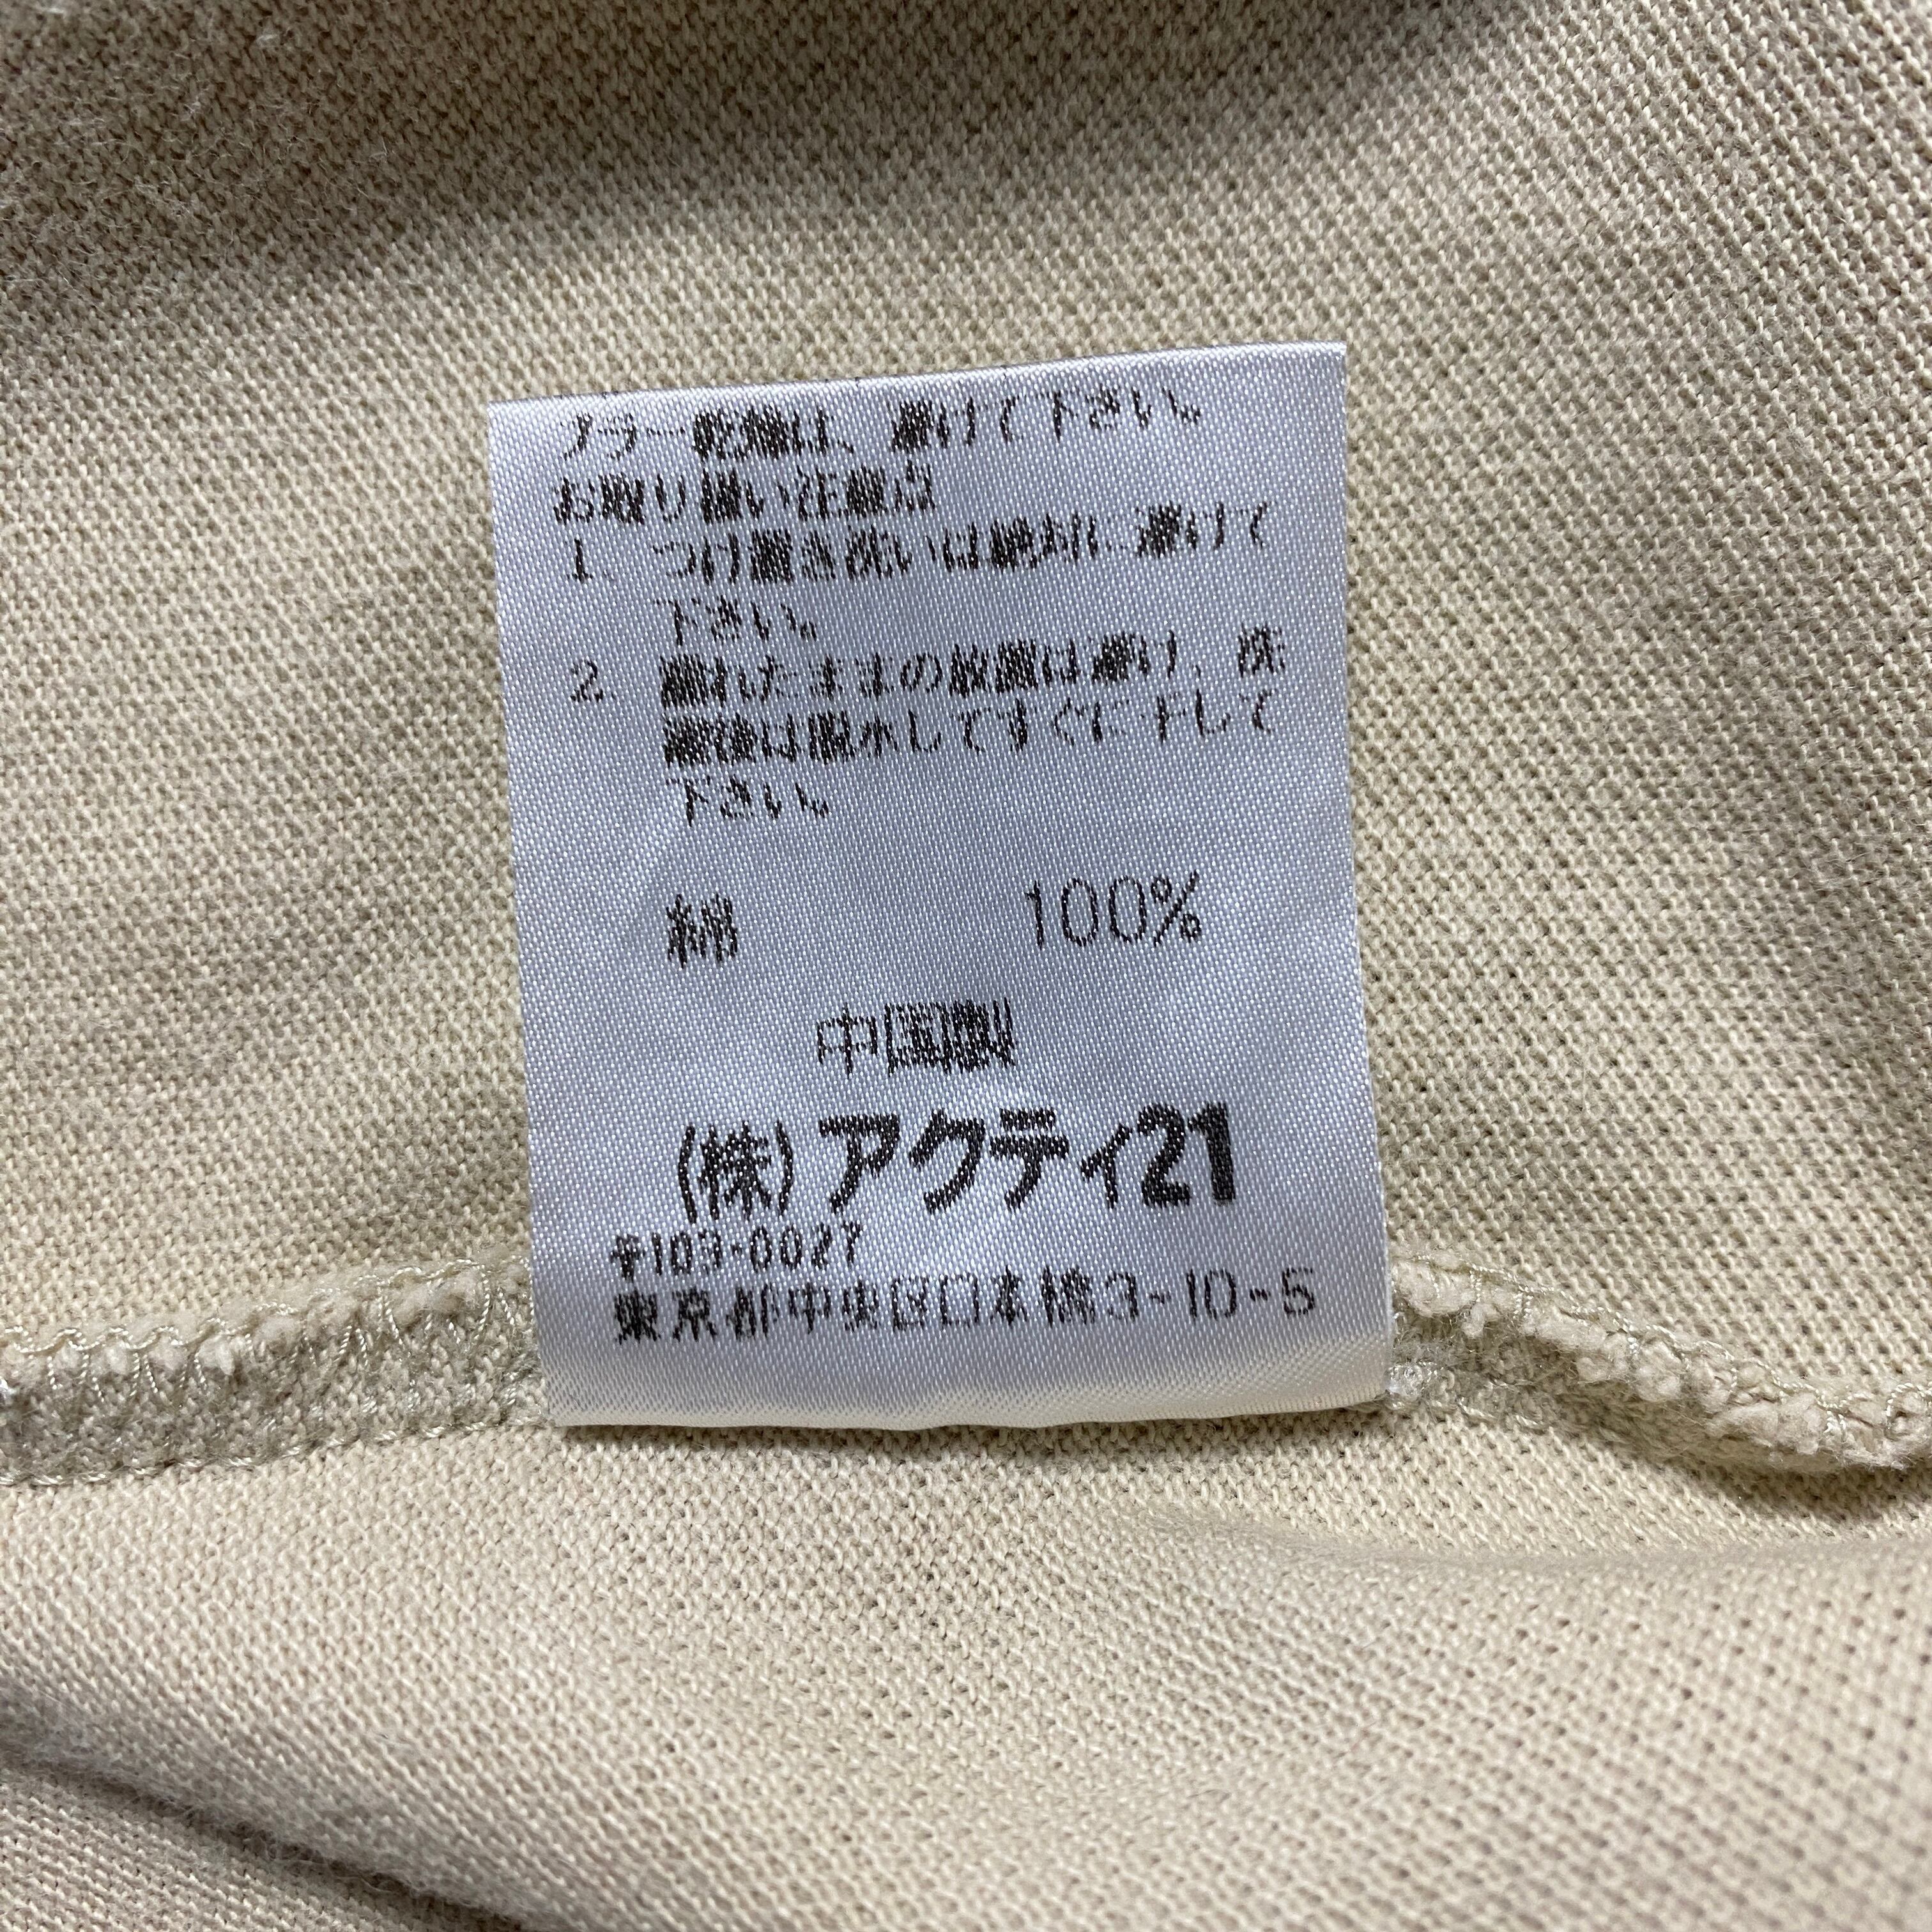 ノラー乾燥は、避けて下さい。
お取り扱い注意点
1. つけ置き洗いは絶対に避けて
下さい。
2. 濡れたままの放置は避け、洗
濯後は脱水してすぐに干して
下さい。
綿 100%
中国製
(株)アクティ21
〒103-0027
東京都中央区日本橋3-10-5